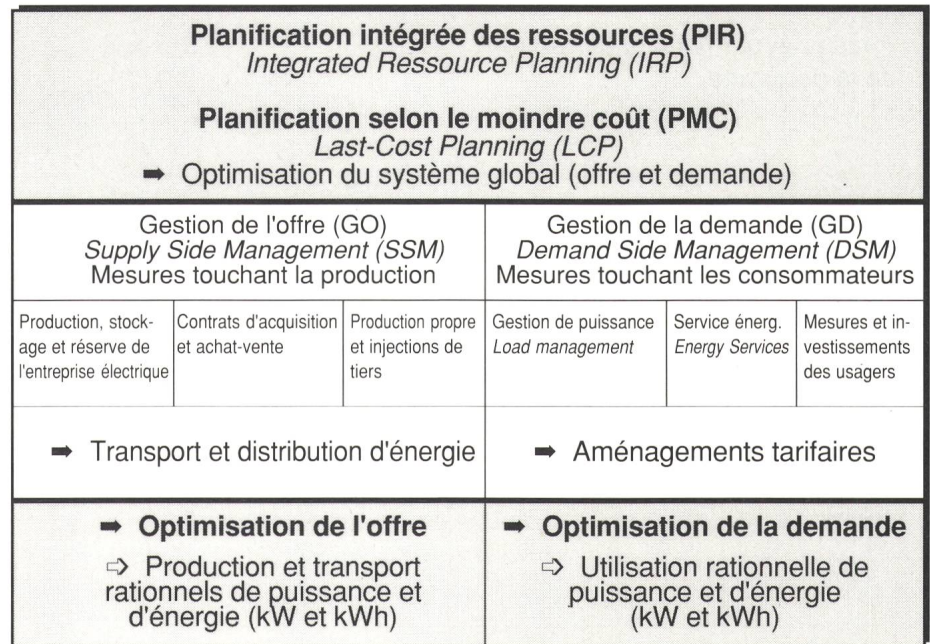 Planification intégrée des ressources (PIR)
Integrated Ressource Planning (IRP)
Planification selon le moindre coût (PMC)
Last-Cost Planning (LCP)
➡ Optimisation du système global (offre et demande)
Gestion de l'offre (GO)
Supply Side Management (SSM)
Mesures touchant la production
Gestion de la demande (GD)
Demand Side Management (DSM)
Mesures touchant les consommateurs
Production, stock-
age et réserve de
l'entreprise électrique
Contrats d'acquisition
et achat-vente
Production propre
et injections de
tiers
Gestion de puissance
Load management
Service énerg.
Energy Services
Mesures et in-
vestissements
des usagers
➡ Transport et distribution d'énergie
➡ Aménagements tarifaires
➡ Optimisation de l'offre
➩ Production et transport
rationnels de puissance et
d'énergie (kW et kWh)
➡ Optimisation de la demande
➩ Utilisation rationnelle de
puissance et d'énergie
(kW et kWh)